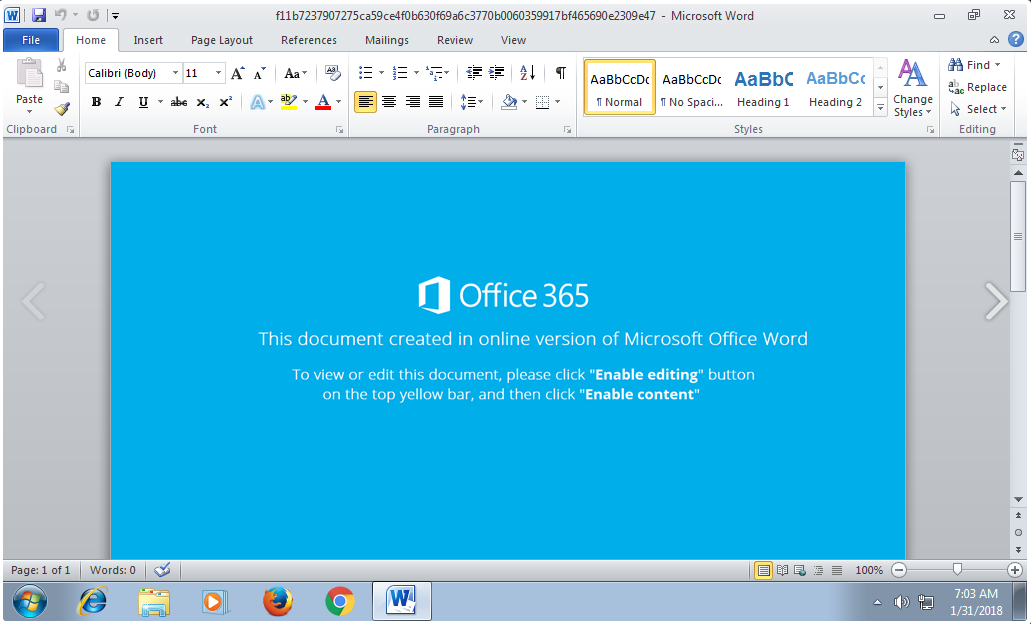 f11b7237907275ca59ce4f0b630f69a6c3770b0060359917bf465690e2309e47 - Microsoft Word
File Home Insert Page Layout References Mailings Review View
Calibri (Body) 11 Find
AaBbCcDc AaBbCcDc AaBbC AaBbCc
Paste Change Styles Replace
¶ Normal ¶ No Spaci... Heading 1 Heading 2 Select
Clipboard Font Paragraph Styles Editing
Office 365
This document created in online version of Microsoft Office Word
To view or edit this document, please click "Enable editing" button
on the top yellow bar, and then click "Enable content"
Page: 1 of 1 Words: 0 100%
7:03 AM
1/31/2018